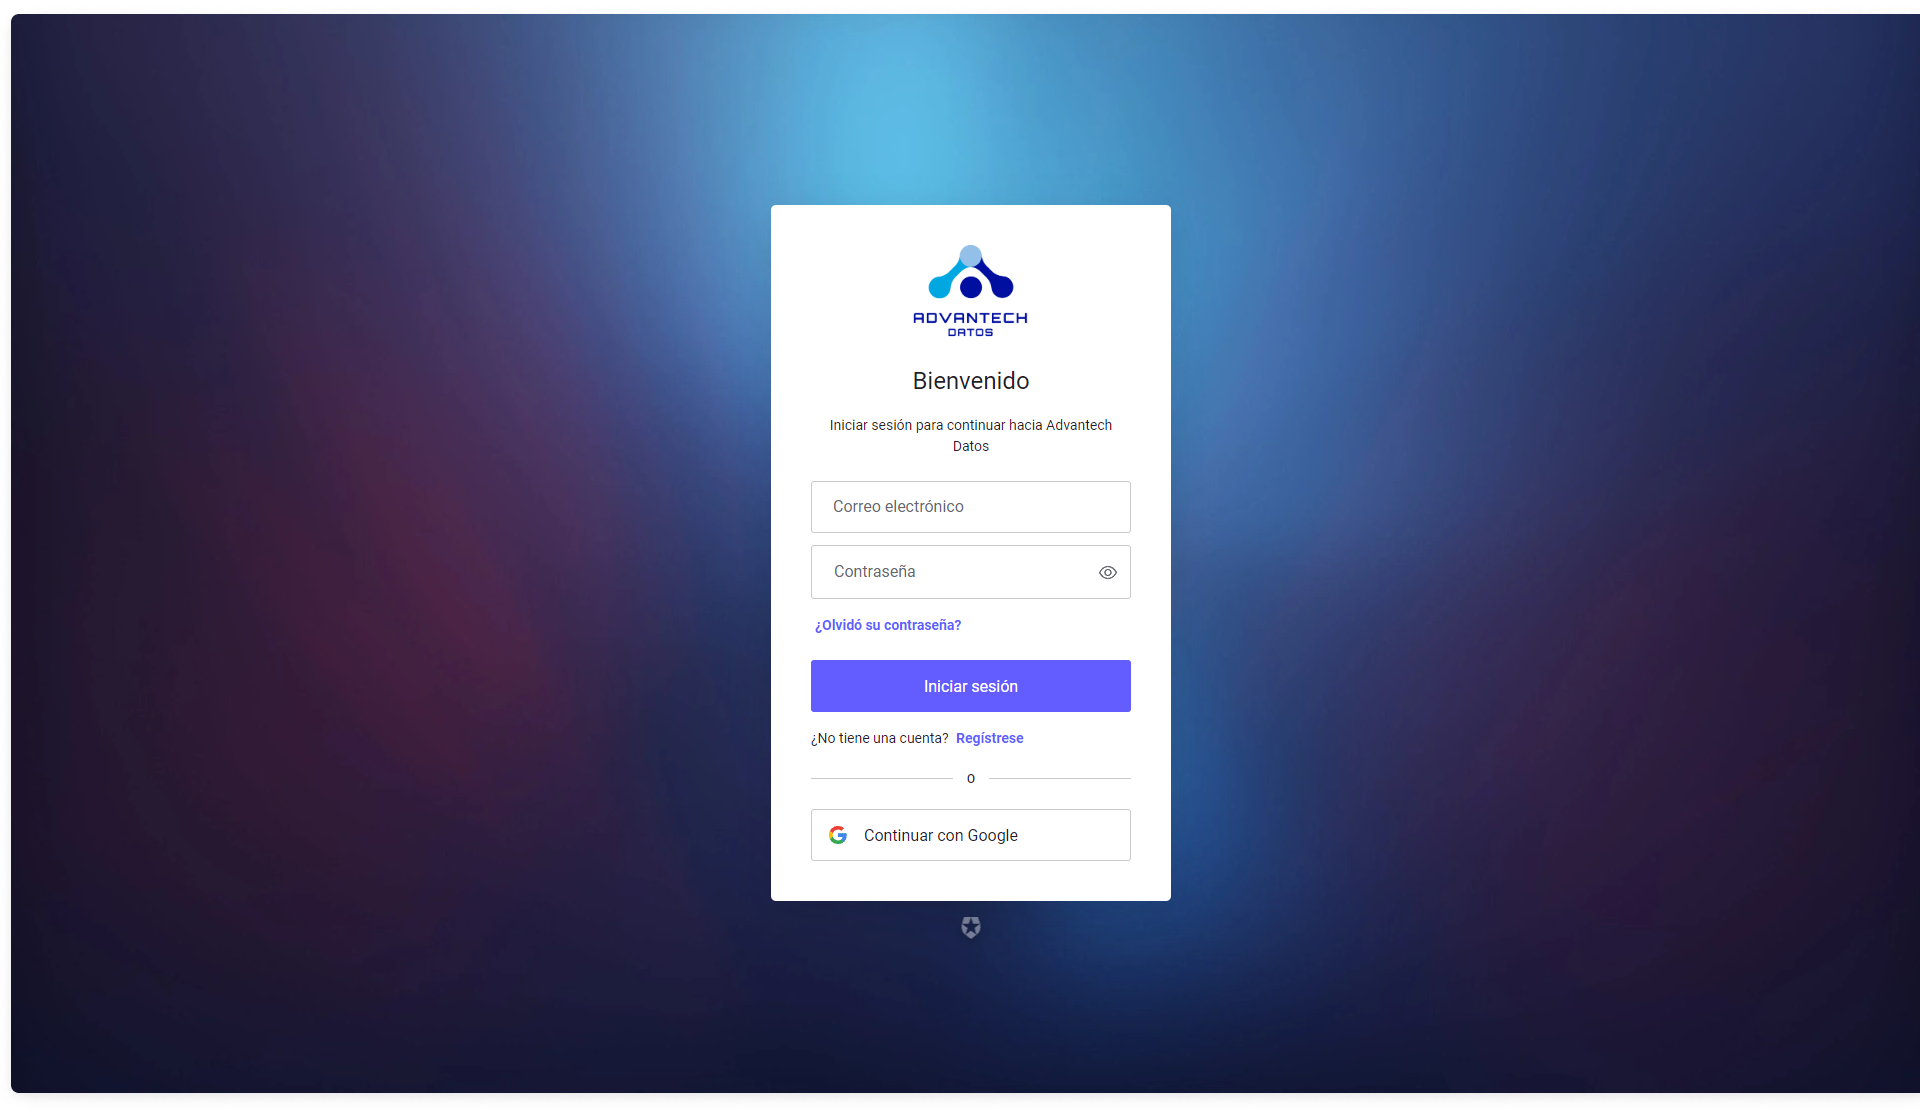 ADVANTECH
DATOS
Bienvenido
Iniciar sesión para continuar hacia Advantech
Datos
Correo electrónico
Contraseña
¿Olvidó su contraseña?
Iniciar sesión
¿No tiene una cuenta? Regístrese
O
Continuar con Google